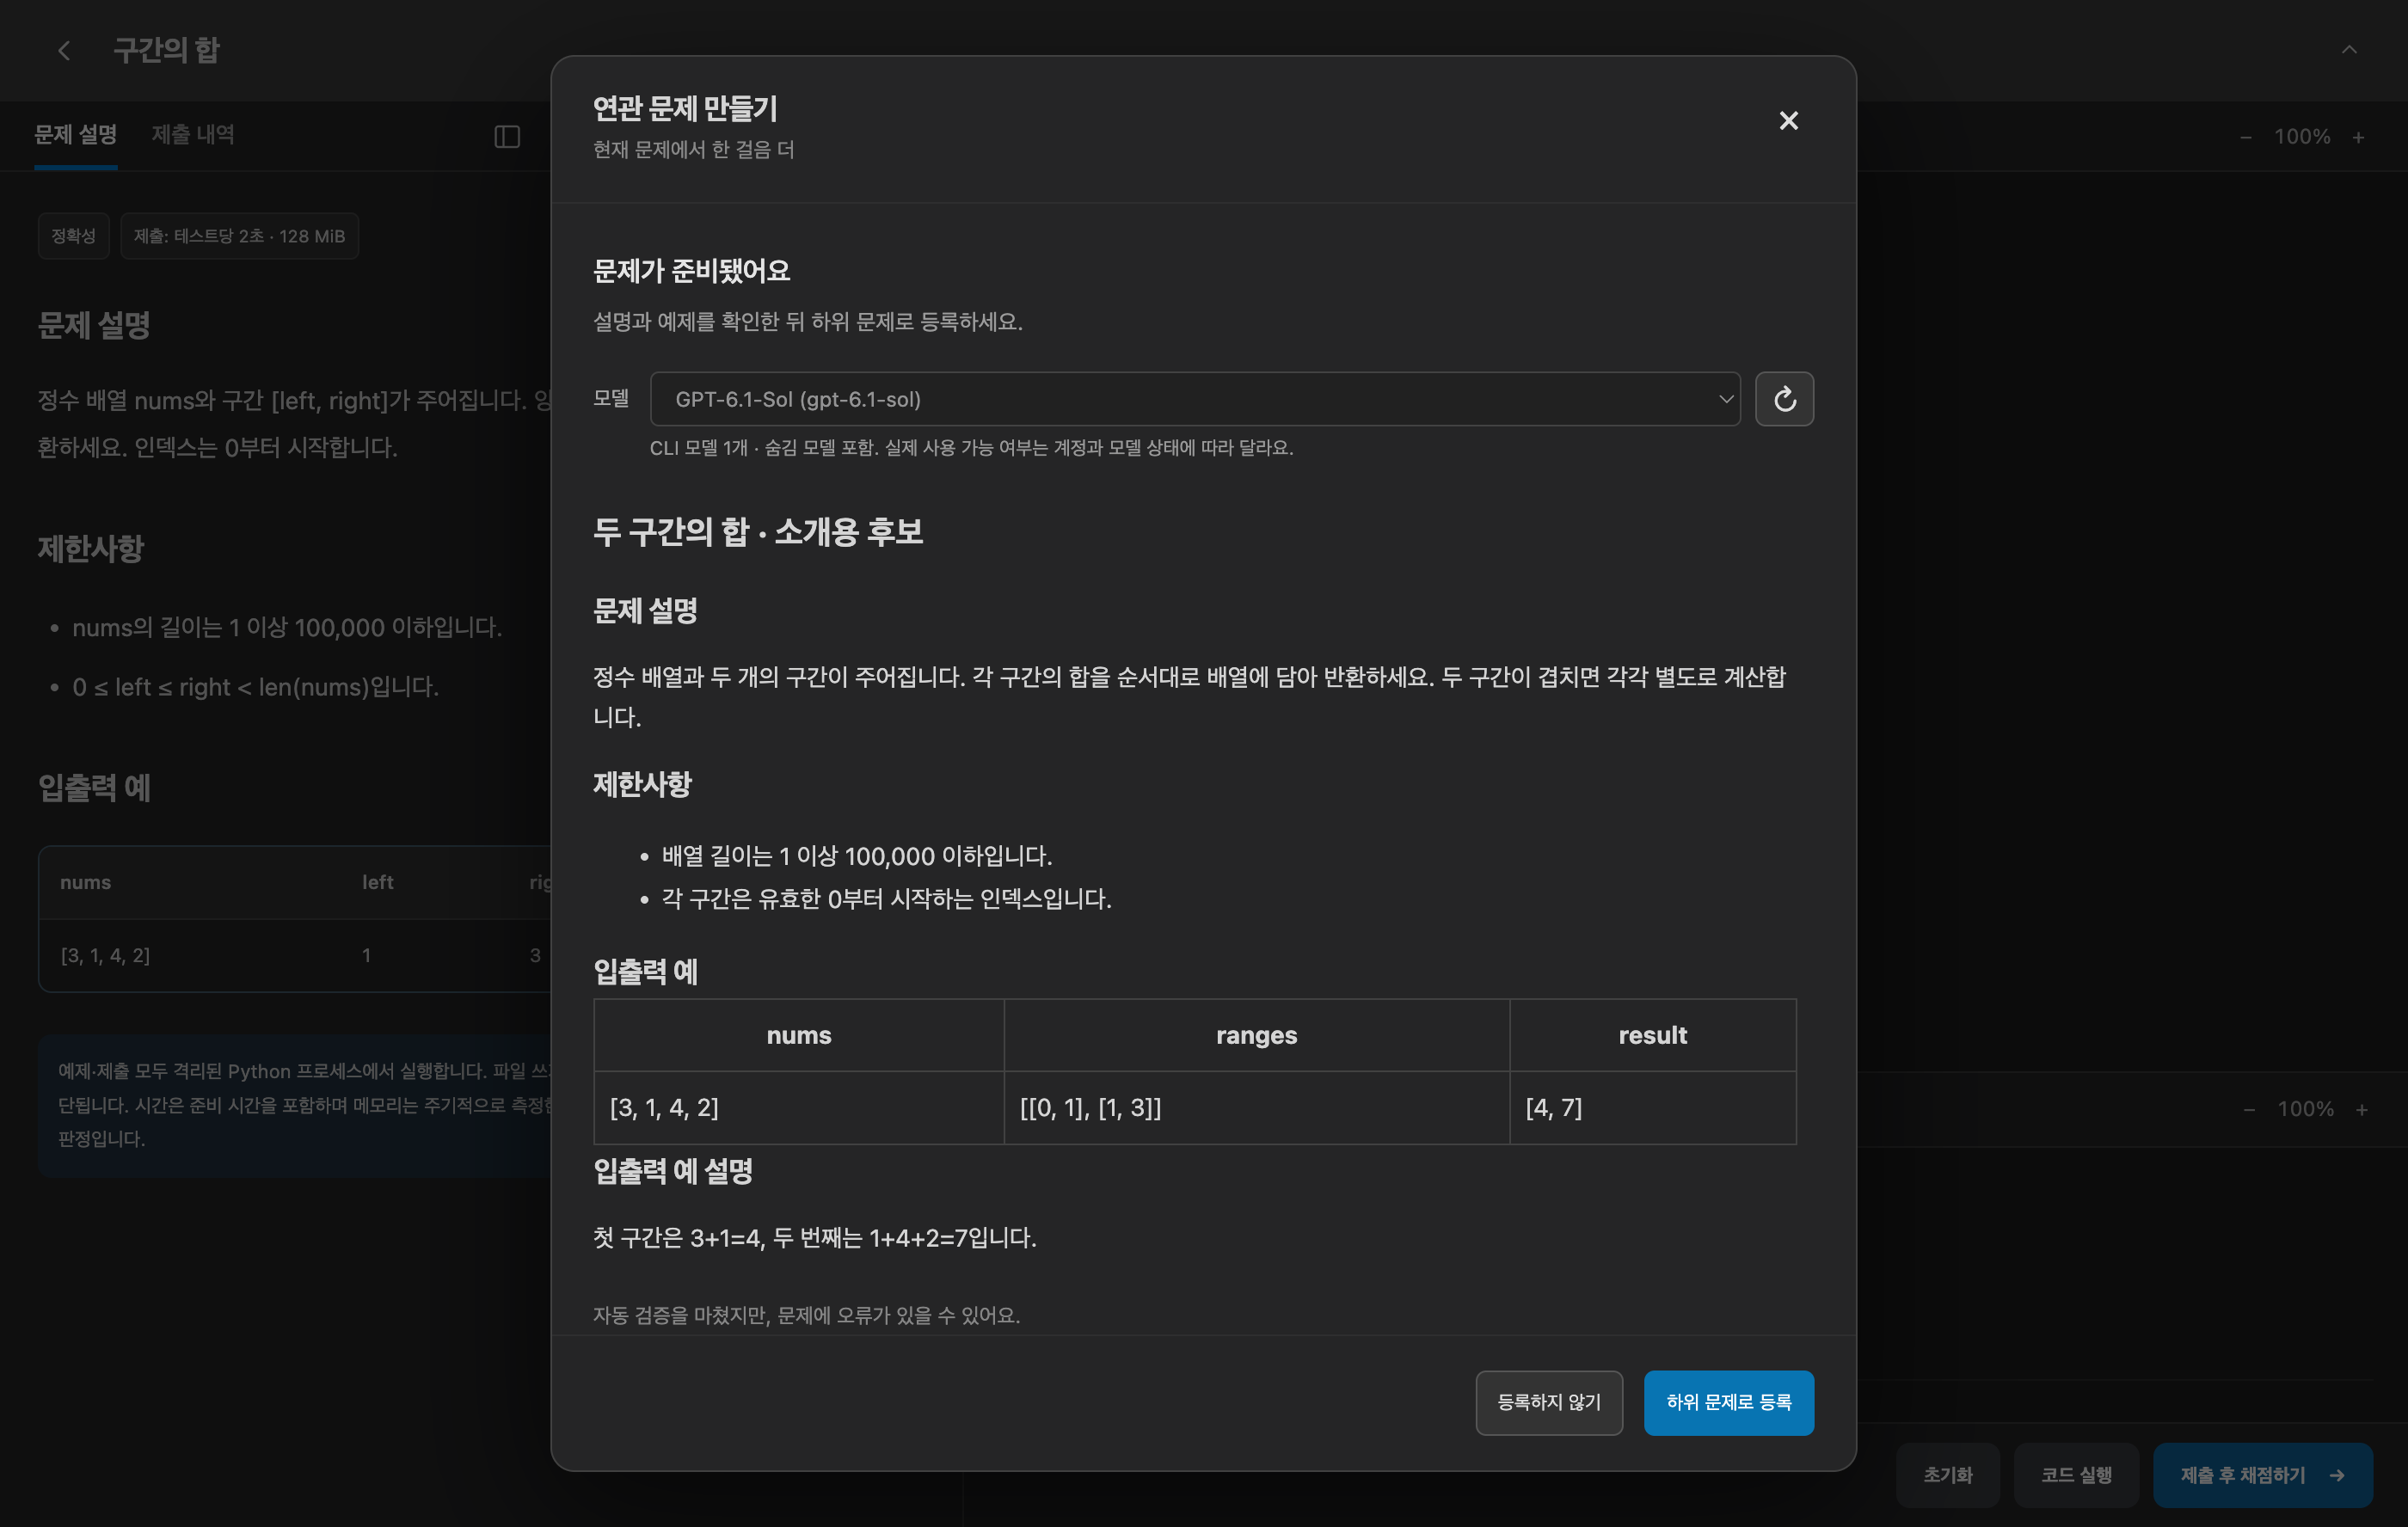 구간의 합
문제 설명
제출 내역
− 100% +
정확성
제출: 테스트당 2초 · 128 MiB
문제 설명
정수 배열 nums와 구간 [left, right]가 주어집니다.
환하세요. 인덱스는 0부터 시작합니다.
제한사항
• nums의 길이는 1 이상 100,000 이하입니다.
• 0 ≤ left ≤ right < len(nums)입니다.
입출력 예
nums left
[3, 1, 4, 2] 1 3
예제·제출 모두 격리된 Python 프로세스에서 실행합니다. 파일
단됩니다. 시간은 준비 시간을 포함하며 메모리는 주기적으로
판정입니다.
연관 문제 만들기
현재 문제에서 한 걸음 더
문제가 준비됐어요
설명과 예제를 확인한 뒤 하위 문제로 등록하세요.
모델
GPT-6.1-Sol (gpt-6.1-sol)
CLI 모델 1개 · 숨김 모델 포함. 실제 사용 가능 여부는 계정과 모델 상태에 따라 달라요.
두 구간의 합 · 소개용 후보
문제 설명
정수 배열과 두 개의 구간이 주어집니다. 각 구간의 합을 순서대로 배열에 담아 반환하세요. 두 구간이 겹치면 각각 별도로 계산합
니다.
제한사항
• 배열 길이는 1 이상 100,000 이하입니다.
• 각 구간은 유효한 0부터 시작하는 인덱스입니다.
입출력 예
nums ranges result
[3, 1, 4, 2] [[0, 1], [1, 3]] [4, 7]
입출력 예 설명
첫 구간은 3+1=4, 두 번째는 1+4+2=7입니다.
자동 검증을 마쳤지만, 문제에 오류가 있을 수 있어요.
등록하지 않기
하위 문제로 등록
− 100% +
초기화
코드 실행
제출 후 채점하기 →